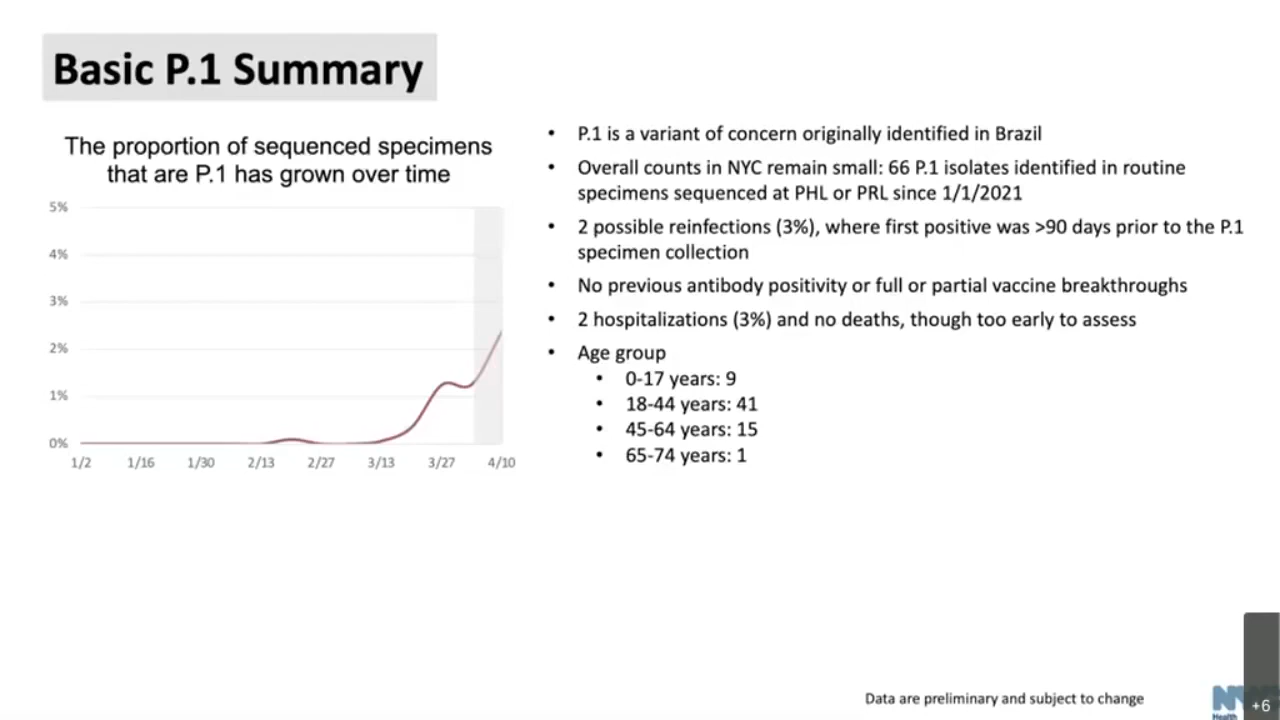 Basic P.1 Summary
The proportion of sequenced specimens
that are P.1 has grown over time
5%
4%
3%
2%
1%
0%
1/2 1/16 1/30 2/13 2/27 3/13 3/27 4/10
• P.1 is a variant of concern originally identified in Brazil
• Overall counts in NYC remain small: 66 P.1 isolates identified in routine
specimens sequenced at PHL or PRL since 1/1/2021
• 2 possible reinfections (3%), where first positive was >90 days prior to the P.1
specimen collection
• No previous antibody positivity or full or partial vaccine breakthroughs
• 2 hospitalizations (3%) and no deaths, though too early to assess
• Age group
• 0-17 years: 9
• 18-44 years: 41
• 45-64 years: 15
• 65-74 years: 1
Data are preliminary and subject to change
Health
+6